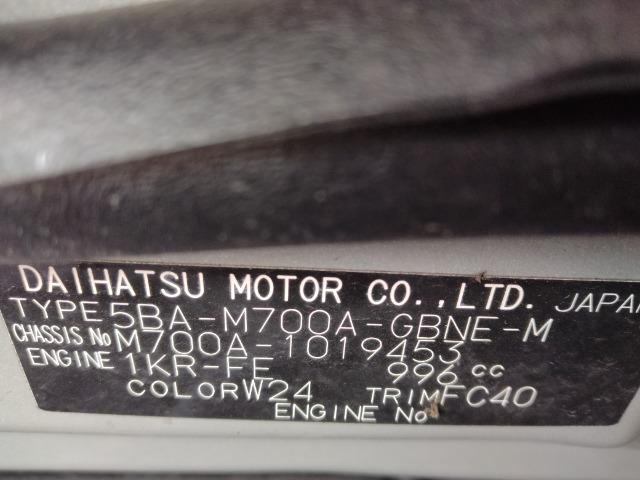 DAIHATSU MOTOR CO.,LTD. JAPAN
TYPE 5BA-M700A-GBNE-M
CHASSIS No M700A-1019453
ENGINE 1KR-FE 996 cc
COLOR W24 TRIM FC40
ENGINE No